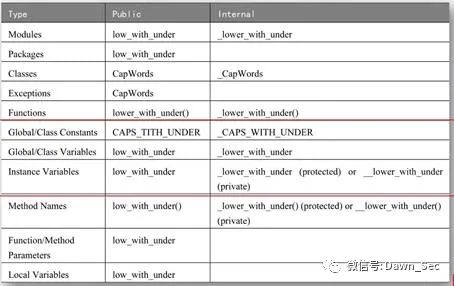 Type Public Internal
Modules low_with_under _lower_with_under
Packages low_with_under
Classes CapWords _CapWords
Exceptions CapWords
Functions lower_with_under() _lower_with_under()
Global/Class Constants CAPS_TITH_UNDER _CAPS_WITH_UNDER
Global/Class Variables low_with_under _lower_with_under
Instance Variables low_with_under _lower_with_under (protected) or __lower_with_under
(private)
Method Names low_with_under() _lower_with_under() (protected) or __lower_with_under()
(private)
Function/Method low_with_under
Parameters
Local Variables low_with_under
微信号: Dawn_Sec